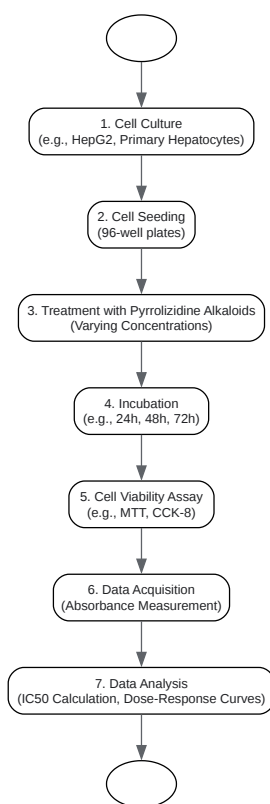 1. Cell Culture
(e.g., HepG2, Primary Hepatocytes)
2. Cell Seeding
(96-well plates)
3. Treatment with Pyrrolizidine Alkaloids
(Varying Concentrations)
4. Incubation
(e.g., 24h, 48h, 72h)
5. Cell Viability Assay
(e.g., MTT, CCK-8)
6. Data Acquisition
(Absorbance Measurement)
7. Data Analysis
(IC50 Calculation, Dose-Response Curves)